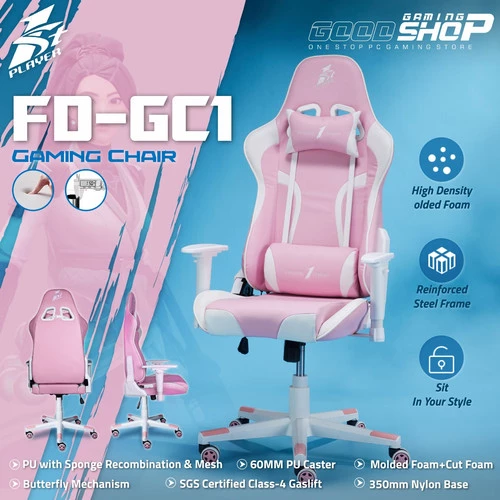 1st
PLAYER
GAMING
GOOD SHOP
ONE STOP PC GAMING STORE
FD-GC1
GAMING CHAIR
High Density
olded Foam
Reinforced
Steel Frame
Sit
In Your Style
PU with Sponge Recombination & Mesh
60MM PU Caster
Molded Foam+Cut Foam
Butterfly Mechanism
SGS Certified Class-4 Gaslift
350mm Nylon Base